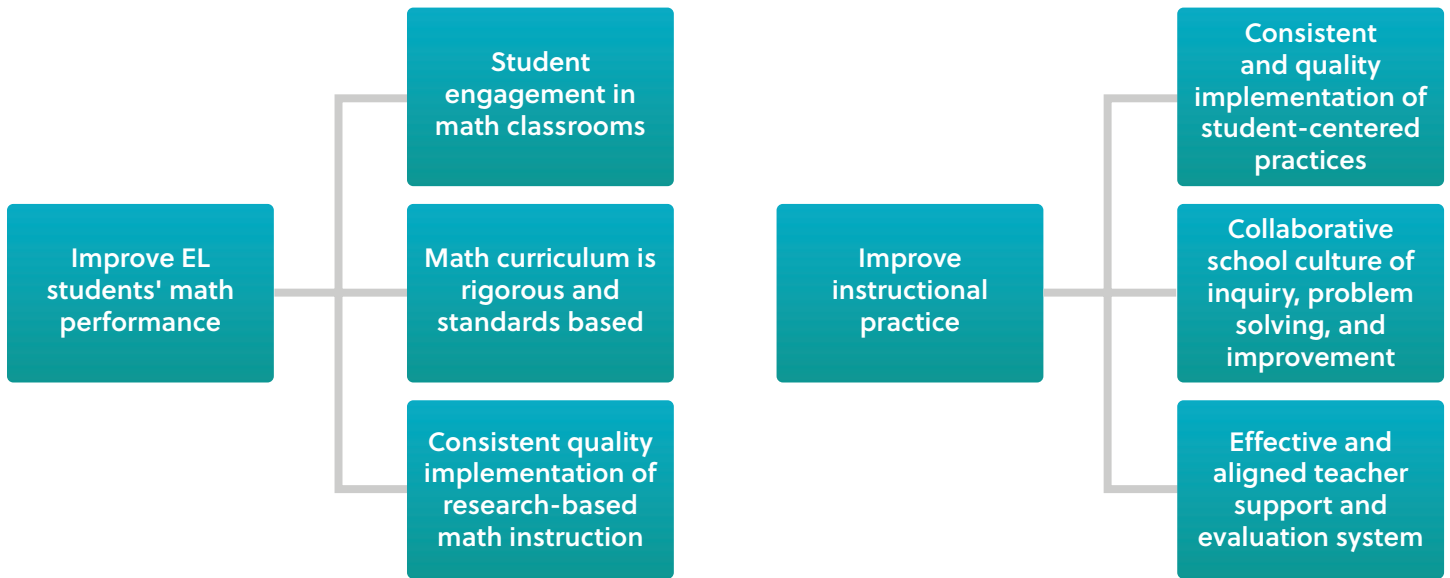 Improve EL
students' math
performance
Student
engagement in
math classrooms
Math curriculum is
rigorous and
standards based
Consistent quality
implementation of
research-based
math instruction
Improve
instructional
practice
Consistent
and quality
implementation of
student-centered
practices
Collaborative
school culture of
inquiry, problem
solving, and
improvement
Effective and
aligned teacher
support and
evaluation system